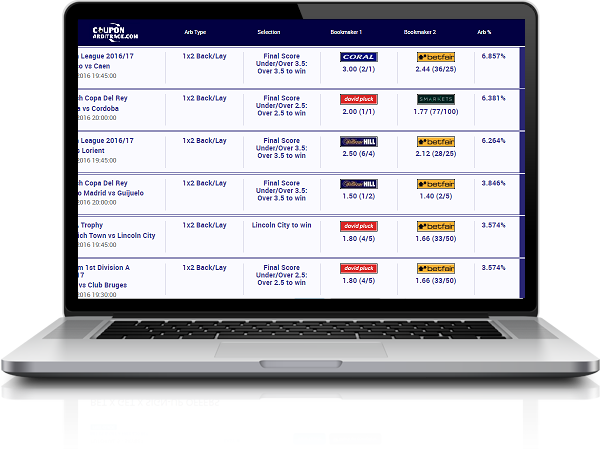 COUPON
ARBITRAGE.COM
Arb Type Selection Bookmaker 1 Bookmaker 2 Arb %
League 2016/17 1x2 Back/Lay Final Score CORAL betfair 6.857%
o vs Caen Under/Over 3.5: 3.00 (2/1) 2.44 (36/25)
2016 19:45:00 Over 3.5 to win
ch Copa Del Rey 1x2 Back/Lay Final Score david pluck SMARKETS 6.381%
a vs Cordoba Under/Over 2.5: 2.00 (1/1) 1.77 (77/100)
2016 20:00:00 Over 2.5 to win
League 2016/17 1x2 Back/Lay Final Score William HILL betfair 6.264%
vs Lorient Under/Over 3.5: 2.50 (6/4) 2.12 (28/25)
2016 19:45:00 Over 3.5 to win
ch Copa Del Rey 1x2 Back/Lay Final Score William HILL betfair 3.846%
o Madrid vs Guijuelo Under/Over 3.5: 1.50 (1/2) 1.40 (2/5)
2016 20:00:00 Over 3.5 to win
Trophy 1x2 Back/Lay Lincoln City to win david pluck betfair 3.574%
ich Town vs Lincoln City 1.80 (4/5) 1.66 (33/50)
2016 19:45:00
m 1st Division A 1x2 Back/Lay Final Score david pluck betfair 3.574%
17 Under/Over 2.5: 1.80 (4/5) 1.66 (33/50)
vs Club Bruges Over 2.5 to win
2016 19:30:00